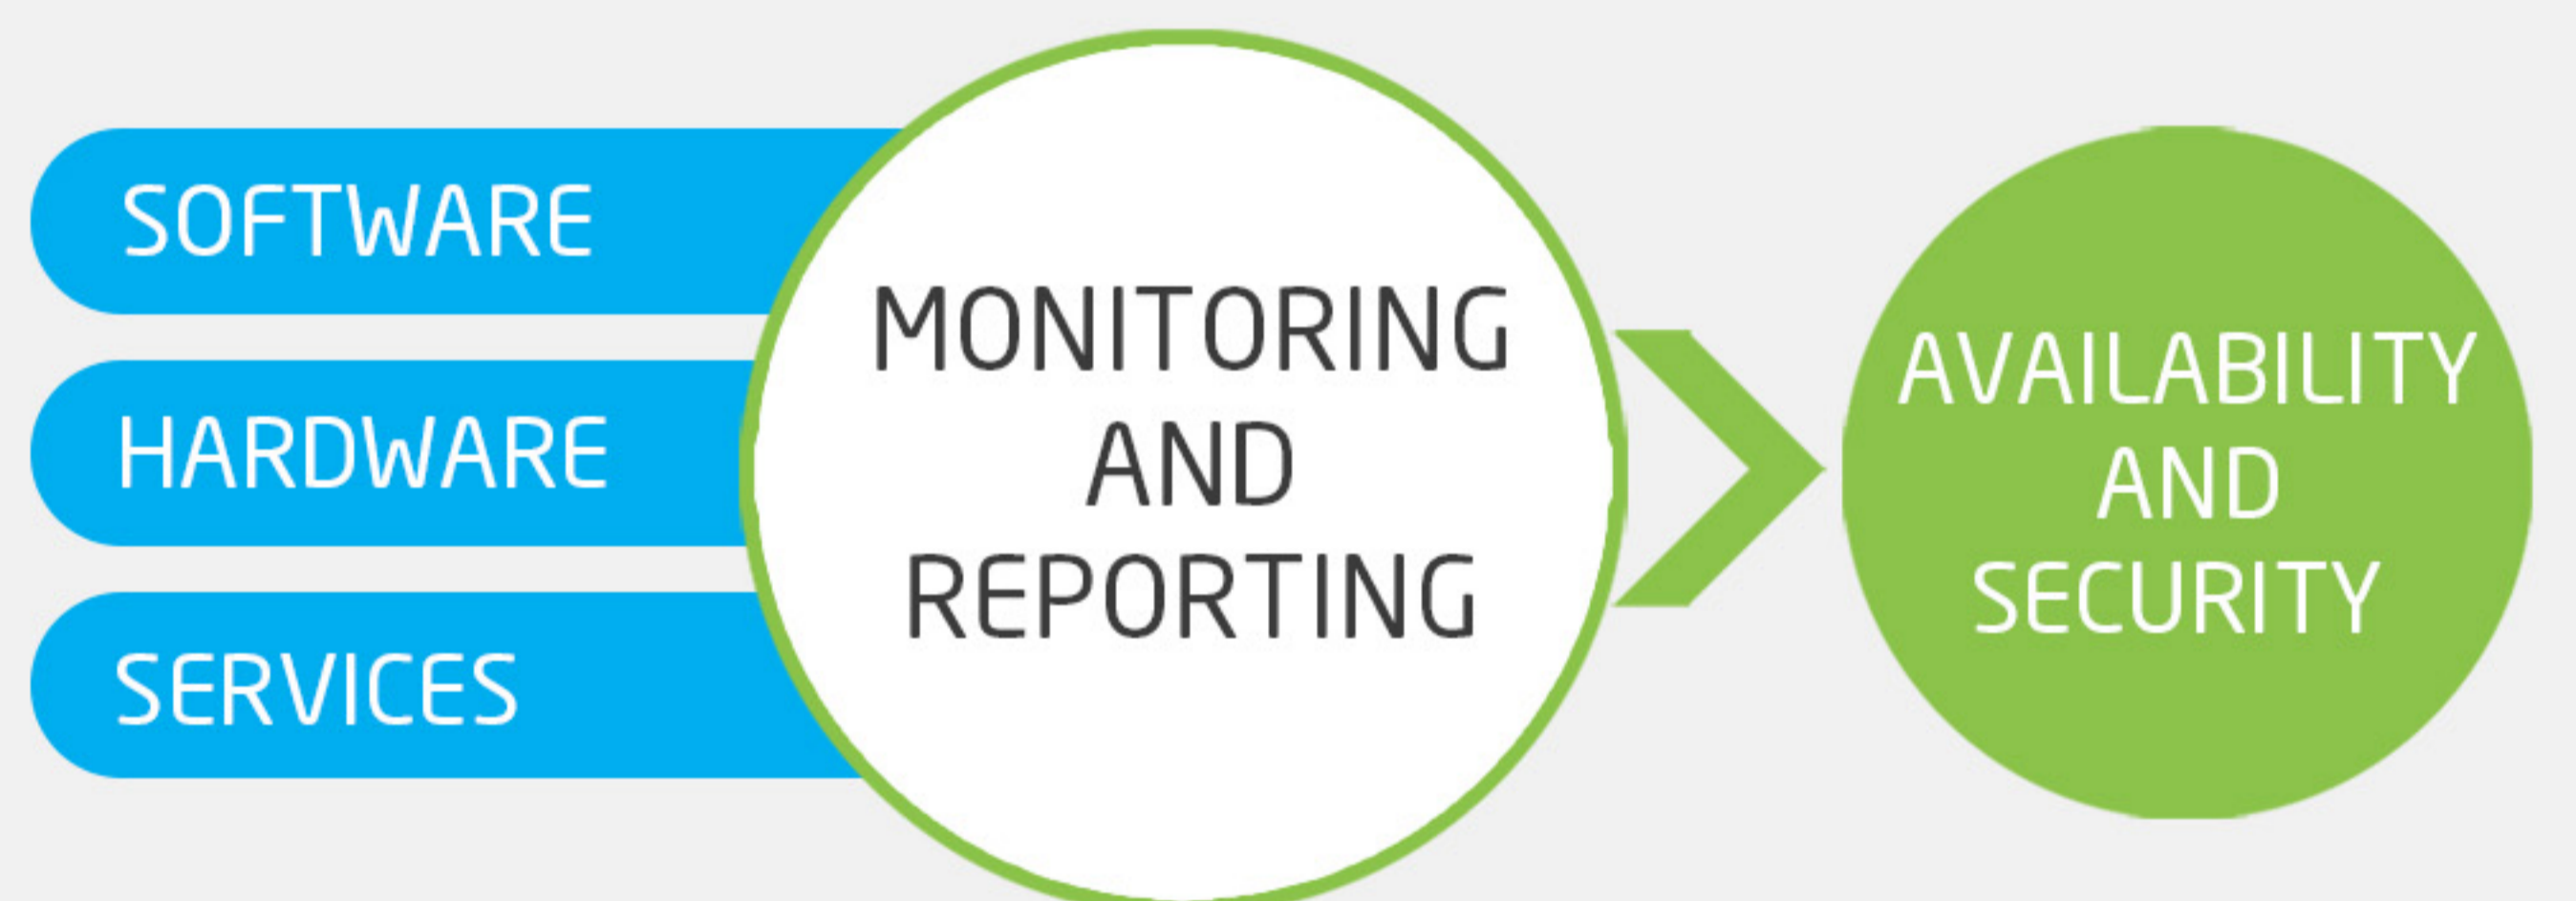 SOFTWARE
HARDWARE
SERVICES
MONITORING
AND
REPORTING
AVAILABILITY
AND
SECURITY